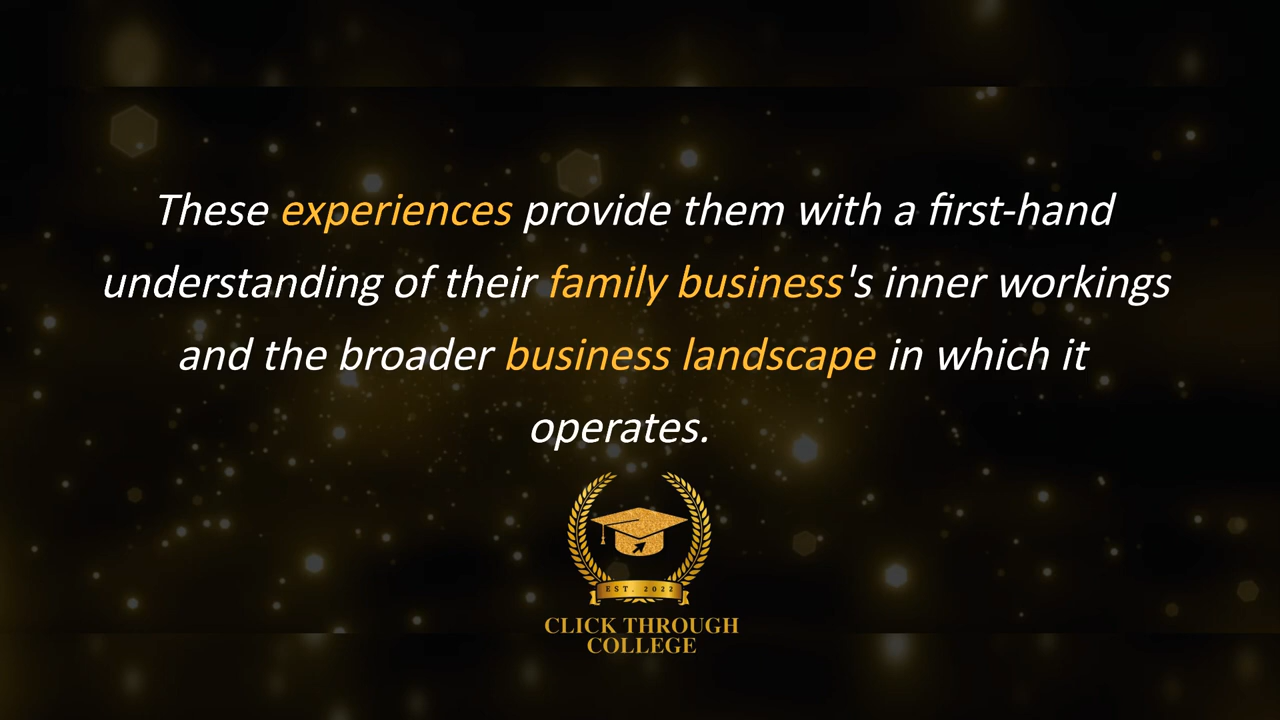 These experiences provide them with a first-hand
understanding of their family business's inner workings
and the broader business landscape in which it
operates.
EST. 2022
CLICK THROUGH
COLLEGE